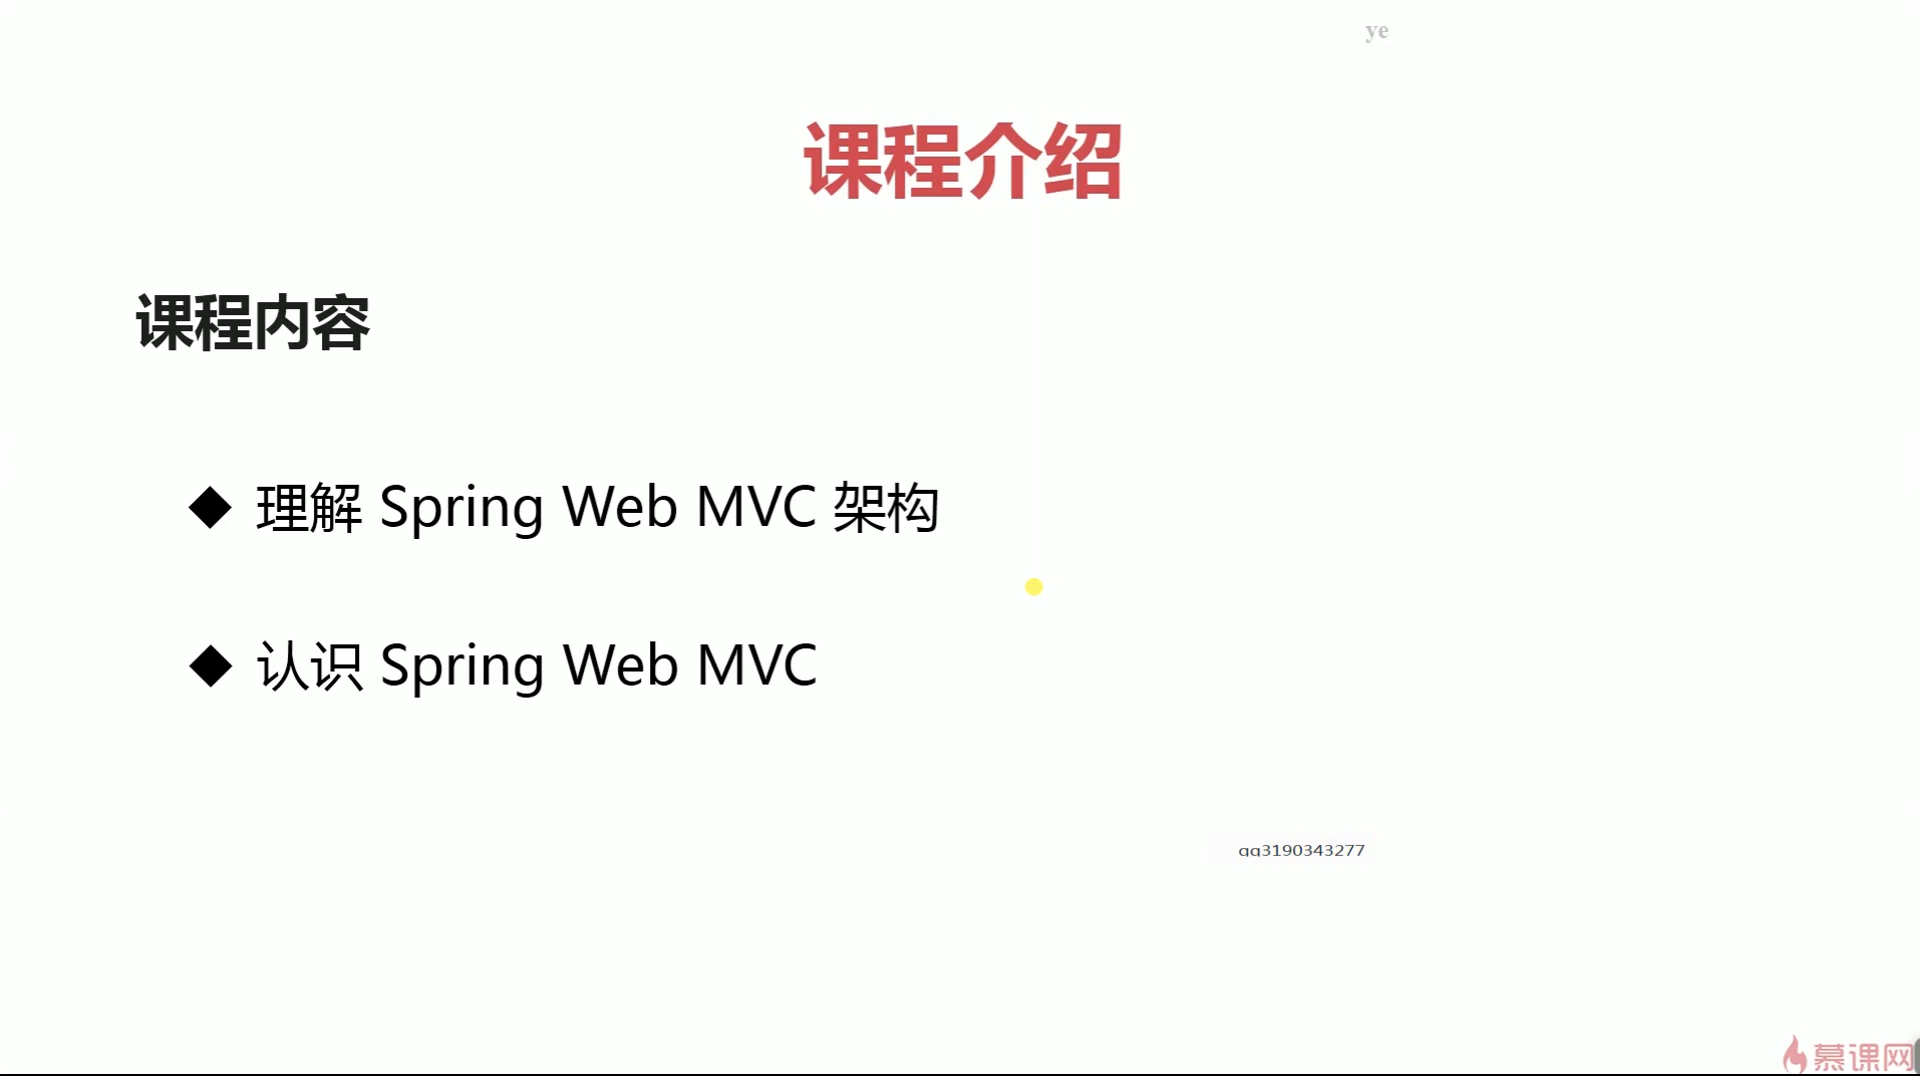 ye
课程介绍
课程内容
◆ 理解 Spring Web MVC 架构
◆ 认识 Spring Web MVC
qq3190343277
慕课网